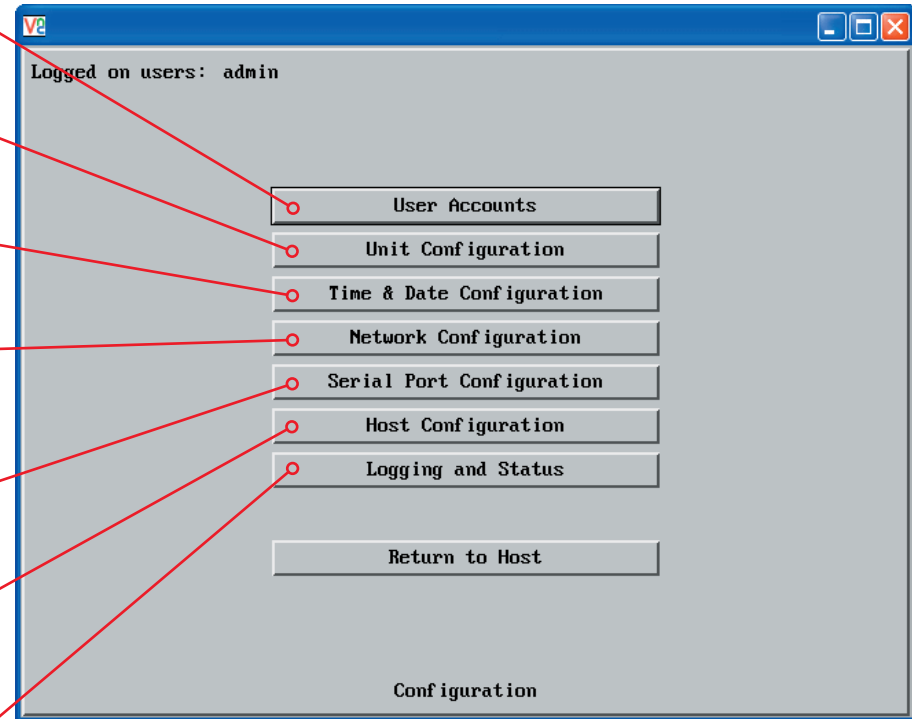 VNC
Logged on users: admin
User Accounts
Unit Configuration
Time & Date Configuration
Network Configuration
Serial Port Configuration
Host Configuration
Logging and Status
Return to Host
Configuration